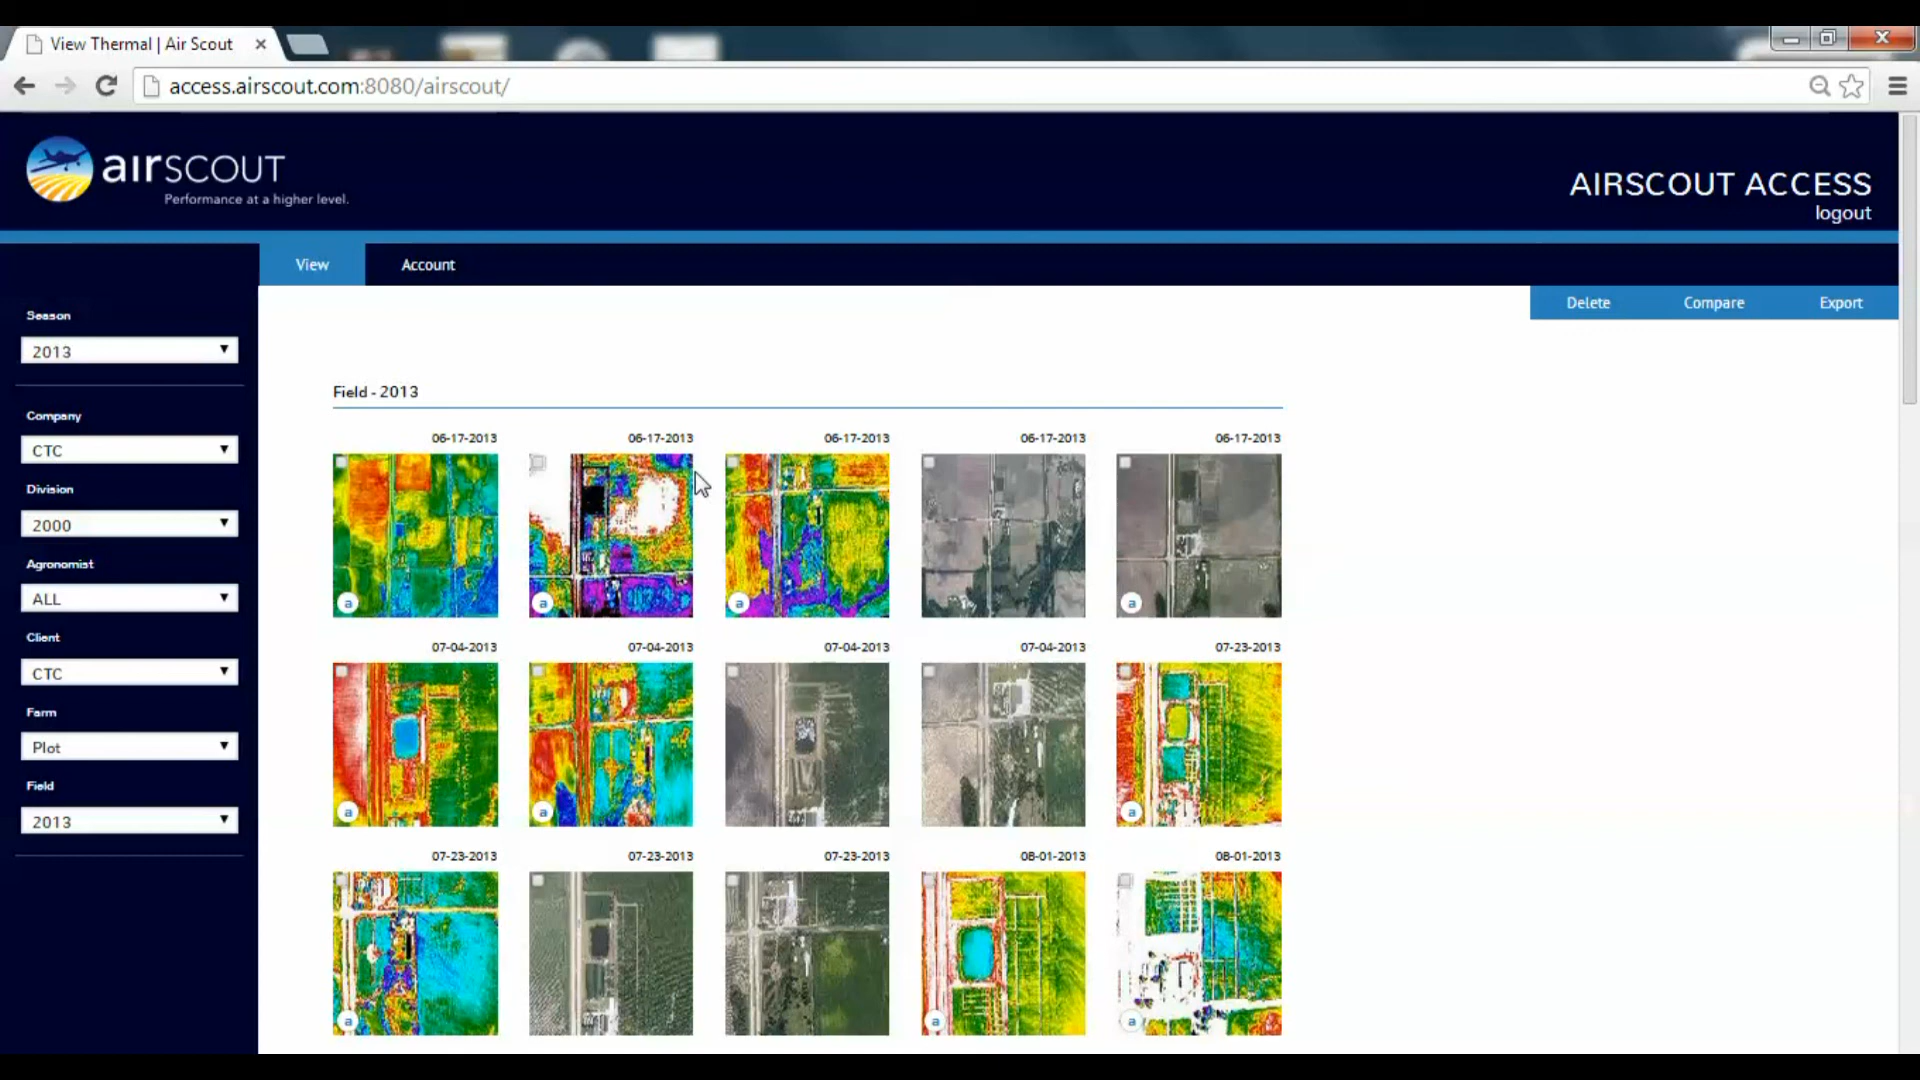 View Thermal | Air Scout
access.airscout.com:8080/airscout/
airSCOUT
Performance at a higher level.
AIRSCOUT ACCESS
logout
View
Account
Delete
Compare
Export
Season
2013
Company
CTC
Division
2000
Agronomist
ALL
Client
CTC
Farm
Plot
Field
2013
Field - 2013
06-17-2013 06-17-2013 06-17-2013 06-17-2013 06-17-2013
a a a a
07-04-2013 07-04-2013 07-04-2013 07-04-2013 07-23-2013
a a a
07-23-2013 07-23-2013 07-23-2013 08-01-2013 08-01-2013
a a a